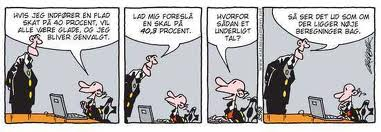 HVIS JEG INDFØRER EN FLAD
SKAT PÅ 40 PROCENT, VIL
ALLE VÆRE GLADE, OG JEG
BLIVER GENVALGT.
LAD MIG FORESLÅ
EN SKAL PÅ
40,9 PROCENT.
HVORFOR
SÅDAN ET
UNDERLIGT
TAL?
SÅ SER DET UD SOM OM
DER LIGGER NØJE
BEREGNINGER BAG.